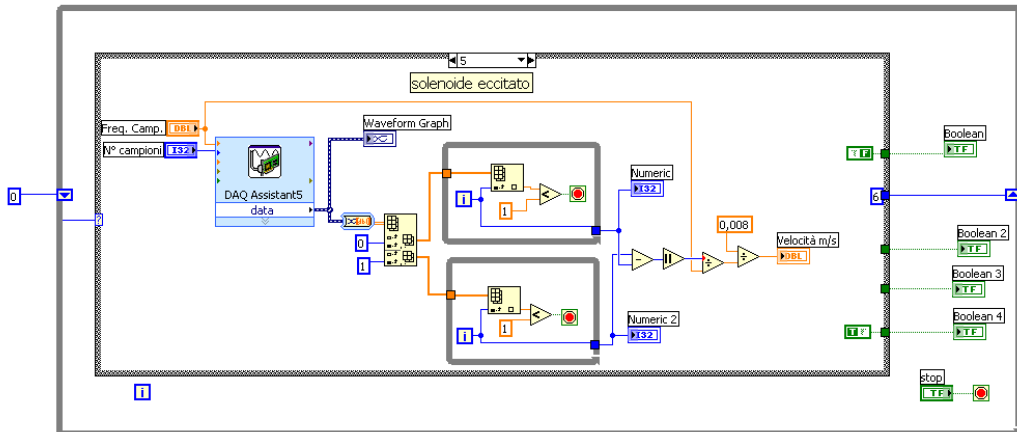 5
solenoide eccitato
Freq. Camp.
DBL
N° campioni
I32
DAQ Assistant5
data
Waveform Graph
0
?
0
1
i
1
<
i
1
<
Numeric
I32
Numeric 2
I32
0,008
Velocità m/s
DBL
F
6
T
Boolean
TF
Boolean 2
TF
Boolean 3
TF
Boolean 4
TF
stop
TF
i